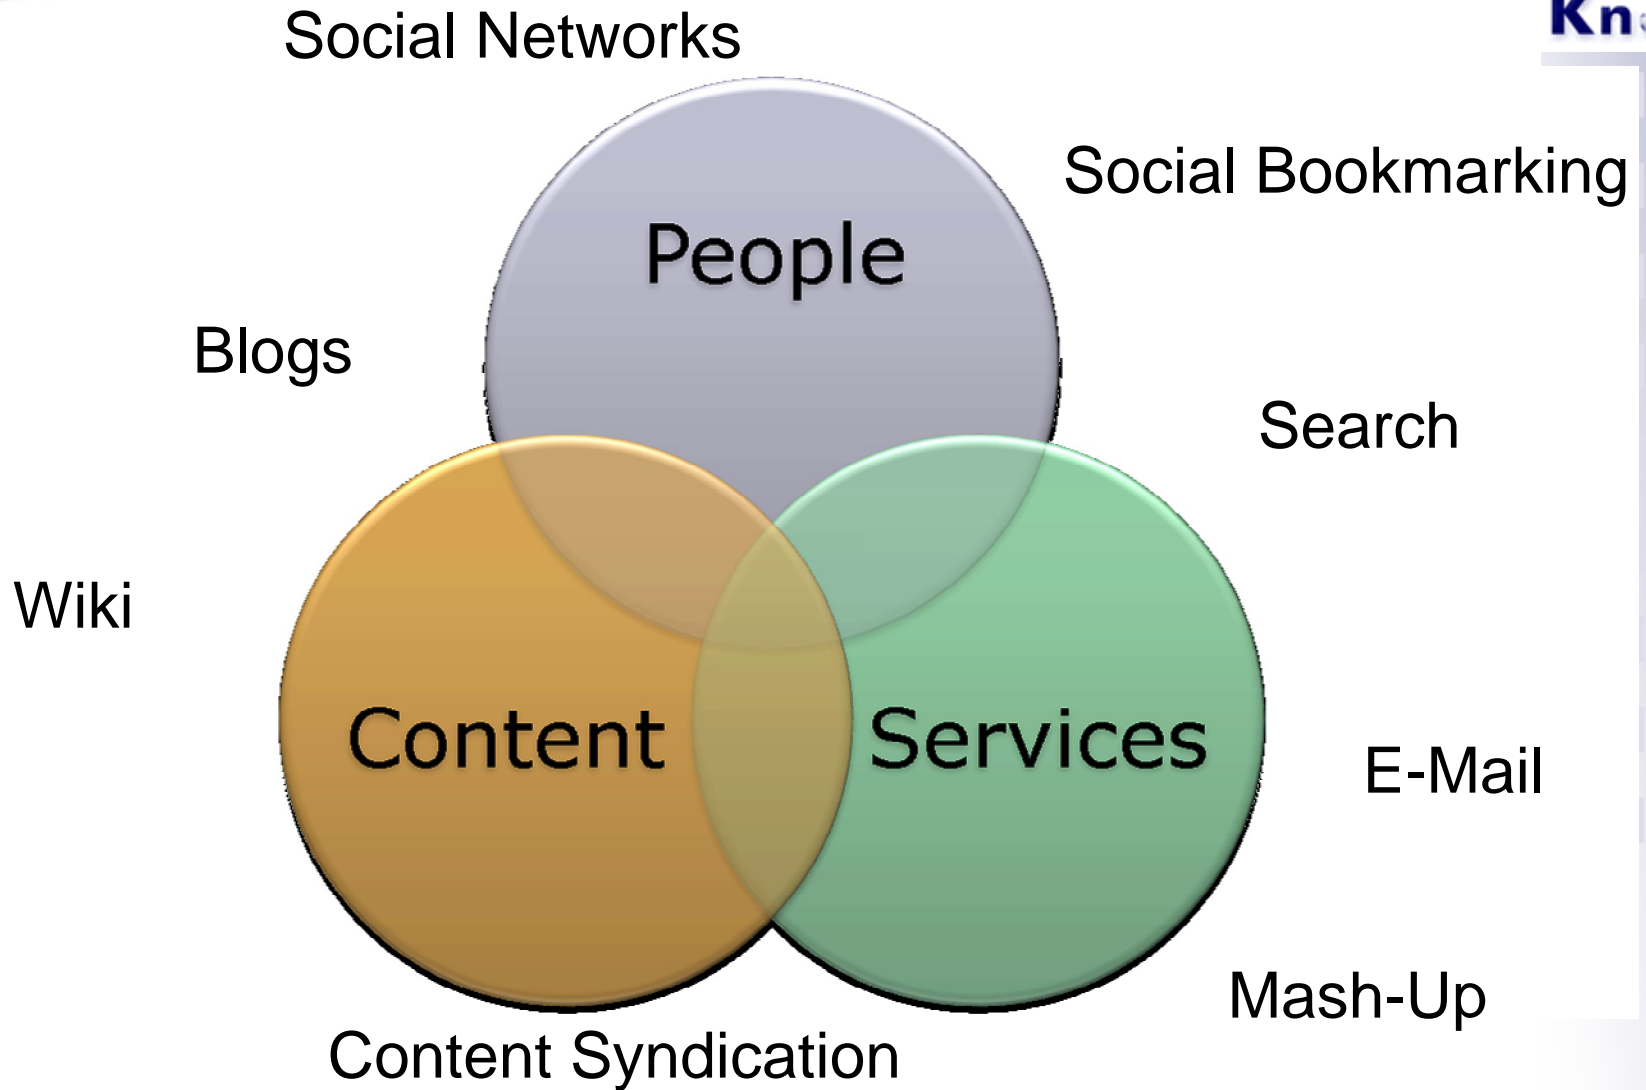 Social Networks
Social Bookmarking
People
Blogs
Search
Wiki
Content
Services
E-Mail
Mash-Up
Content Syndication